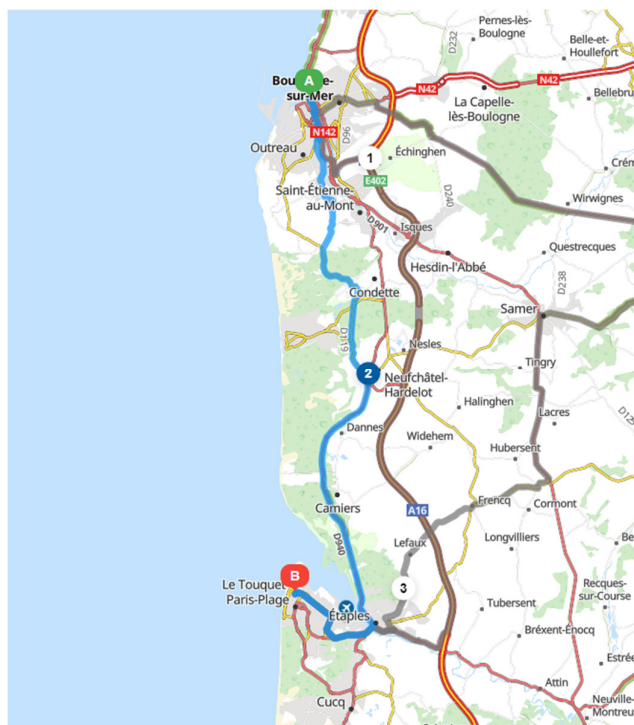 Pernes-lès-
Boulogne
D232
Belle-et-
Houllefort
A
N42
N42
sur-Mer
La Capelle-
lès-Boulogne
Bellebru
D96
N142
Outreau
1
Échinghen
E402
Saint-Étienne-
au-Mont
D240
Wirwignes
D901
Isques
Questrecques
Hesdin-l'Abbé
D238
Condette
Samer
D119
Nesles
Tingry
2
Neufchâtel-
Hardelot
Halinghen
Lacres
Dannes
Widehem
Hubersent
Camiers
Frencq
Cormont
A16
D940
Lefaux
Longvilliers
B
Le Touquet-
Paris-Plage
3
Recques-
sur-Course
Étaples
Tubersent
Bréxent-Énocq
Estrée
Attin
Cucq
Neuville-
Montreu